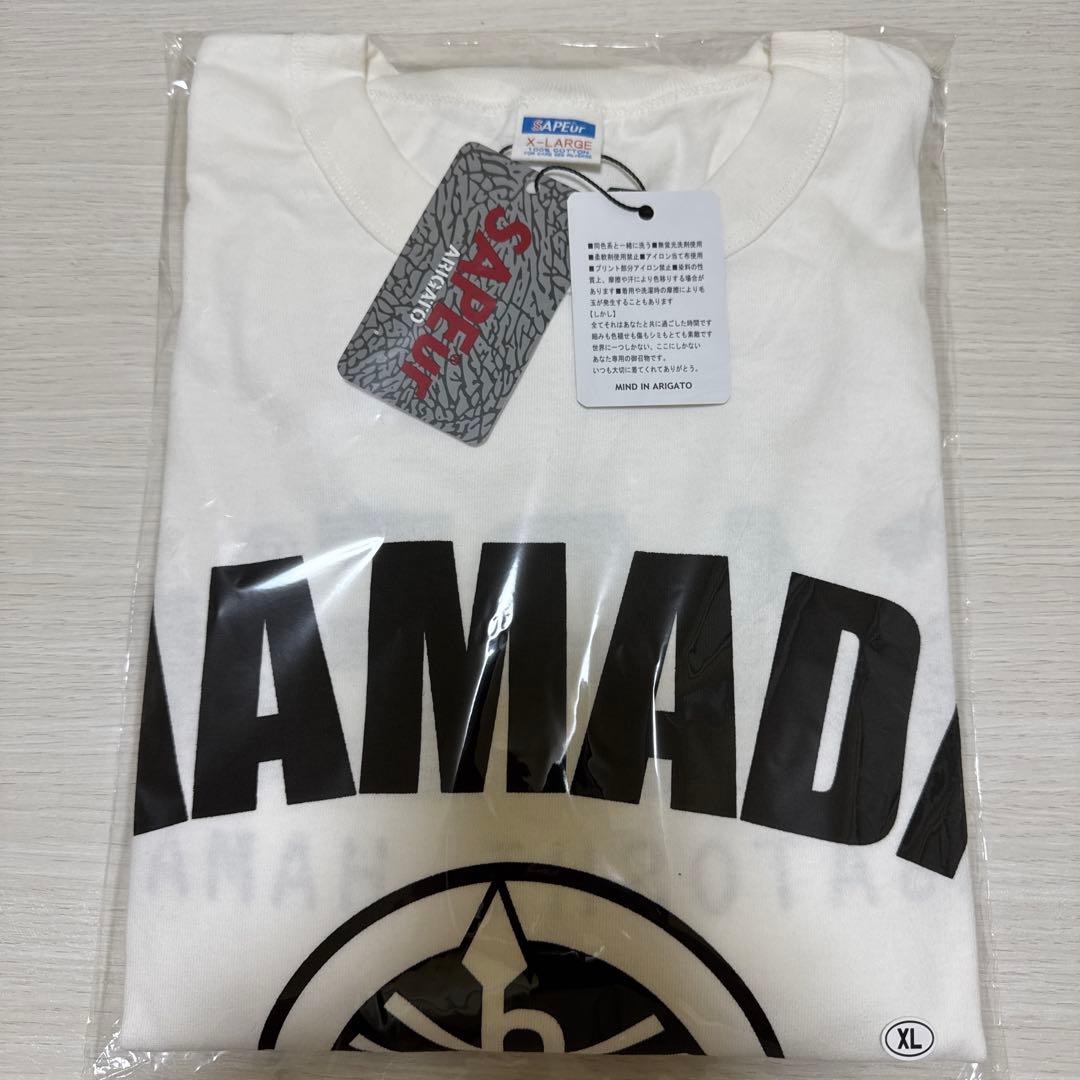 SAPEur
X-LARGE
100% COTTON
FOR CARE SEE REVERSE
SAPEur®
ARIGATO
■同色系と一緒に洗う■無蛍光洗剤使用
■柔軟剤使用禁止■アイロン当て布使用
■プリント部分アイロン禁止■染料の性
質上、摩擦や汗により色移りする場合が
あります■着用や洗濯時の摩擦により毛
玉が発生することもあります
【しかし】
全てそれはあなたと共に過ごした時間です
縮みも色褪せも傷もシミもとても素敵です
世界に一つしかない、ここにしかない
あなた専用の御召物です。
いつも大切に着てくれてありがとう。
MIND IN ARIGATO
AMADA
XL